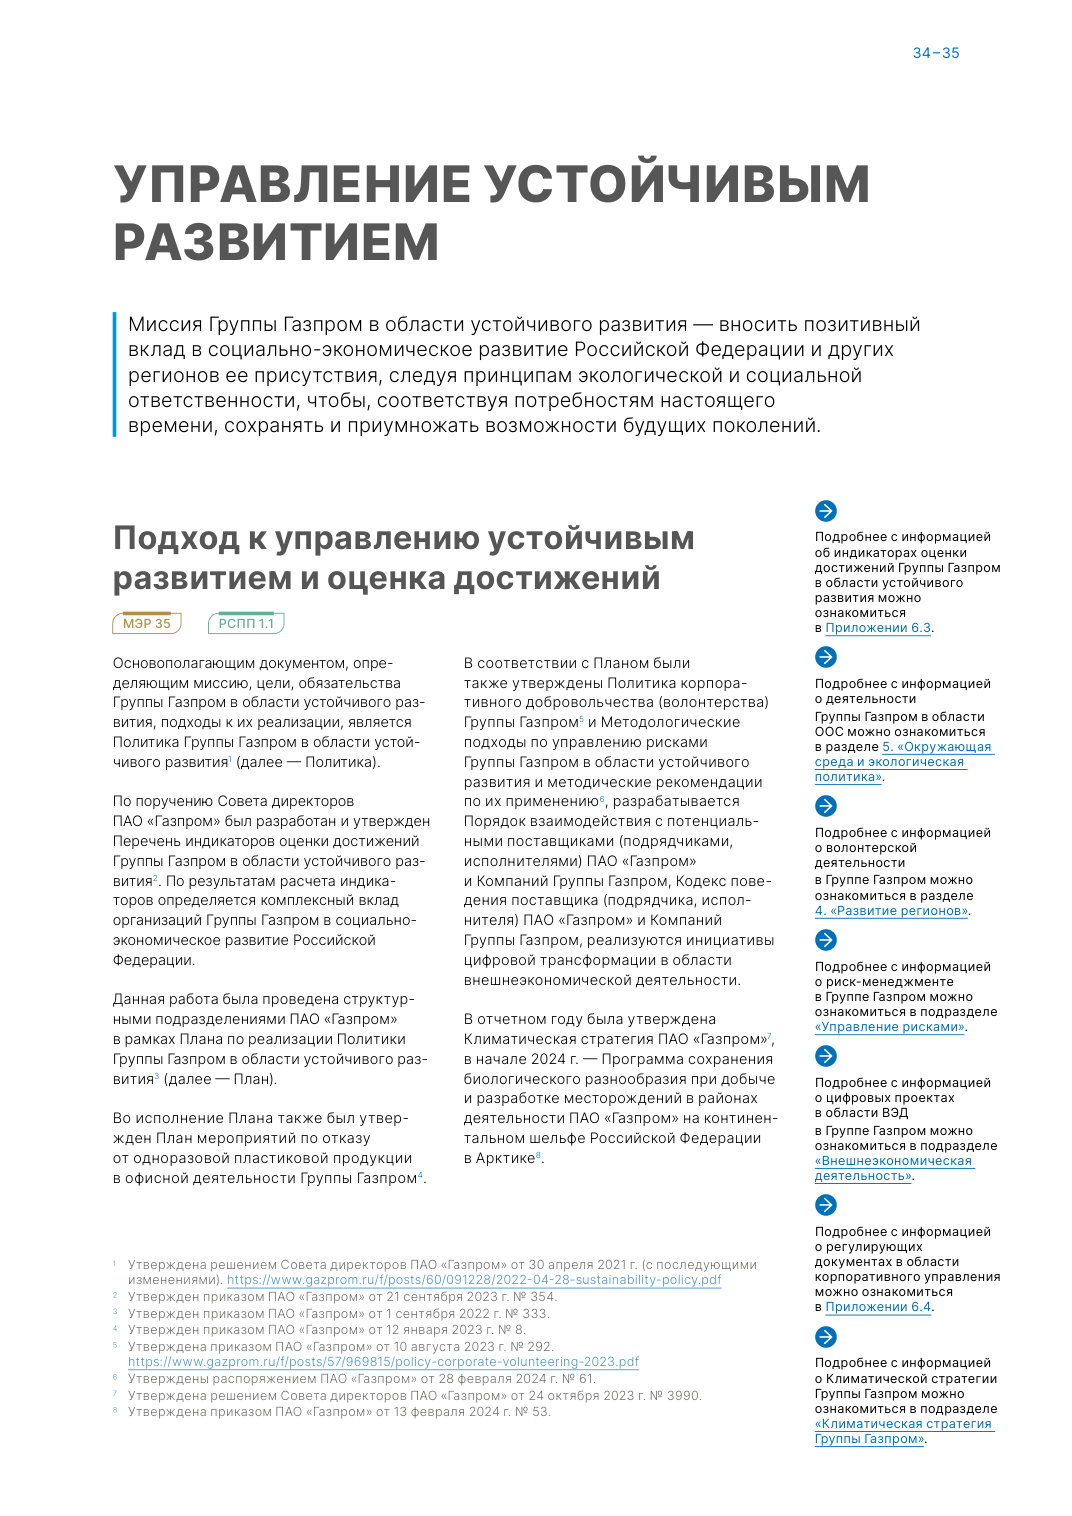 34–35
УПРАВЛЕНИЕ УСТОЙЧИВЫМ
РАЗВИТИЕМ
Миссия Группы Газпром в области устойчивого развития — вносить позитивный
вклад в социально-экономическое развитие Российской Федерации и других
регионов ее присутствия, следуя принципам экологической и социальной
ответственности, чтобы, соответствуя потребностям настоящего
времени, сохранять и приумножать возможности будущих поколений.
Подход к управлению устойчивым
развитием и оценка достижений
МЭР 35
РСПП 1.1
Основополагающим документом, опре-
деляющим миссию, цели, обязательства
Группы Газпром в области устойчивого раз-
вития, подходы к их реализации, является
Политика Группы Газпром в области устой-
чивого развития¹ (далее — Политика).
По поручению Совета директоров
ПАО «Газпром» был разработан и утвержден
Перечень индикаторов оценки достижений
Группы Газпром в области устойчивого раз-
вития². По результатам расчета индика-
торов определяется комплексный вклад
организаций Группы Газпром в социально-
экономическое развитие Российской
Федерации.
Данная работа была проведена структур-
ными подразделениями ПАО «Газпром»
в рамках Плана по реализации Политики
Группы Газпром в области устойчивого раз-
вития³ (далее — План).
Во исполнение Плана также был утвер-
жден План мероприятий по отказу
от одноразовой пластиковой продукции
в офисной деятельности Группы Газпром⁴.
В соответствии с Планом были
также утверждены Политика корпора-
тивного добровольчества (волонтерства)
Группы Газпром⁵ и Методологические
подходы по управлению рисками
Группы Газпром в области устойчивого
развития и методические рекомендации
по их применению⁶, разрабатывается
Порядок взаимодействия с потенциаль-
ными поставщиками (подрядчиками,
исполнителями) ПАО «Газпром»
и Компаний Группы Газпром, Кодекс пове-
дения поставщика (подрядчика, испол-
нителя) ПАО «Газпром» и Компаний
Группы Газпром, реализуются инициативы
цифровой трансформации в области
внешнеэкономической деятельности.
В отчетном году была утверждена
Климатическая стратегия ПАО «Газпром»⁷,
в начале 2024 г. — Программа сохранения
биологического разнообразия при добыче
и разработке месторождений в районах
деятельности ПАО «Газпром» на континен-
тальном шельфе Российской Федерации
в Арктике⁸.
Подробнее с информацией
об индикаторах оценки
достижений Группы Газпром
в области устойчивого
развития можно
ознакомиться
в Приложении 6.3.
Подробнее с информацией
о деятельности
Группы Газпром в области
ООС можно ознакомиться
в разделе 5. «Окружающая
среда и экологическая
политика».
Подробнее с информацией
о волонтерской
деятельности
в Группе Газпром можно
ознакомиться в разделе
4. «Развитие регионов».
Подробнее с информацией
о риск-менеджменте
в Группе Газпром можно
ознакомиться в подразделе
«Управление рисками».
Подробнее с информацией
о цифровых проектах
в области ВЭД
в Группе Газпром можно
ознакомиться в подразделе
«Внешнеэкономическая
деятельность».
Подробнее с информацией
о регулирующих
документах в области
корпоративного управления
можно ознакомиться
в Приложении 6.4.
Подробнее с информацией
о Климатической стратегии
Группы Газпром можно
ознакомиться в подразделе
«Климатическая стратегия
Группы Газпром».
¹ Утверждена решением Совета директоров ПАО «Газпром» от 30 апреля 2021 г. (с последующими
изменениями). https://www.gazprom.ru/f/posts/60/091228/2022-04-28-sustainability-policy.pdf
² Утвержден приказом ПАО «Газпром» от 21 сентября 2023 г. № 354.
³ Утвержден приказом ПАО «Газпром» от 1 сентября 2022 г. № 333.
⁴ Утвержден приказом ПАО «Газпром» от 12 января 2023 г. № 8.
⁵ Утверждена приказом ПАО «Газпром» от 10 августа 2023 г. № 292.
https://www.gazprom.ru/f/posts/57/969815/policy-corporate-volunteering-2023.pdf
⁶ Утверждены распоряжением ПАО «Газпром» от 28 февраля 2024 г. № 61.
⁷ Утверждена решением Совета директоров ПАО «Газпром» от 24 октября 2023 г. № 3990.
⁸ Утверждена приказом ПАО «Газпром» от 13 февраля 2024 г. № 53.